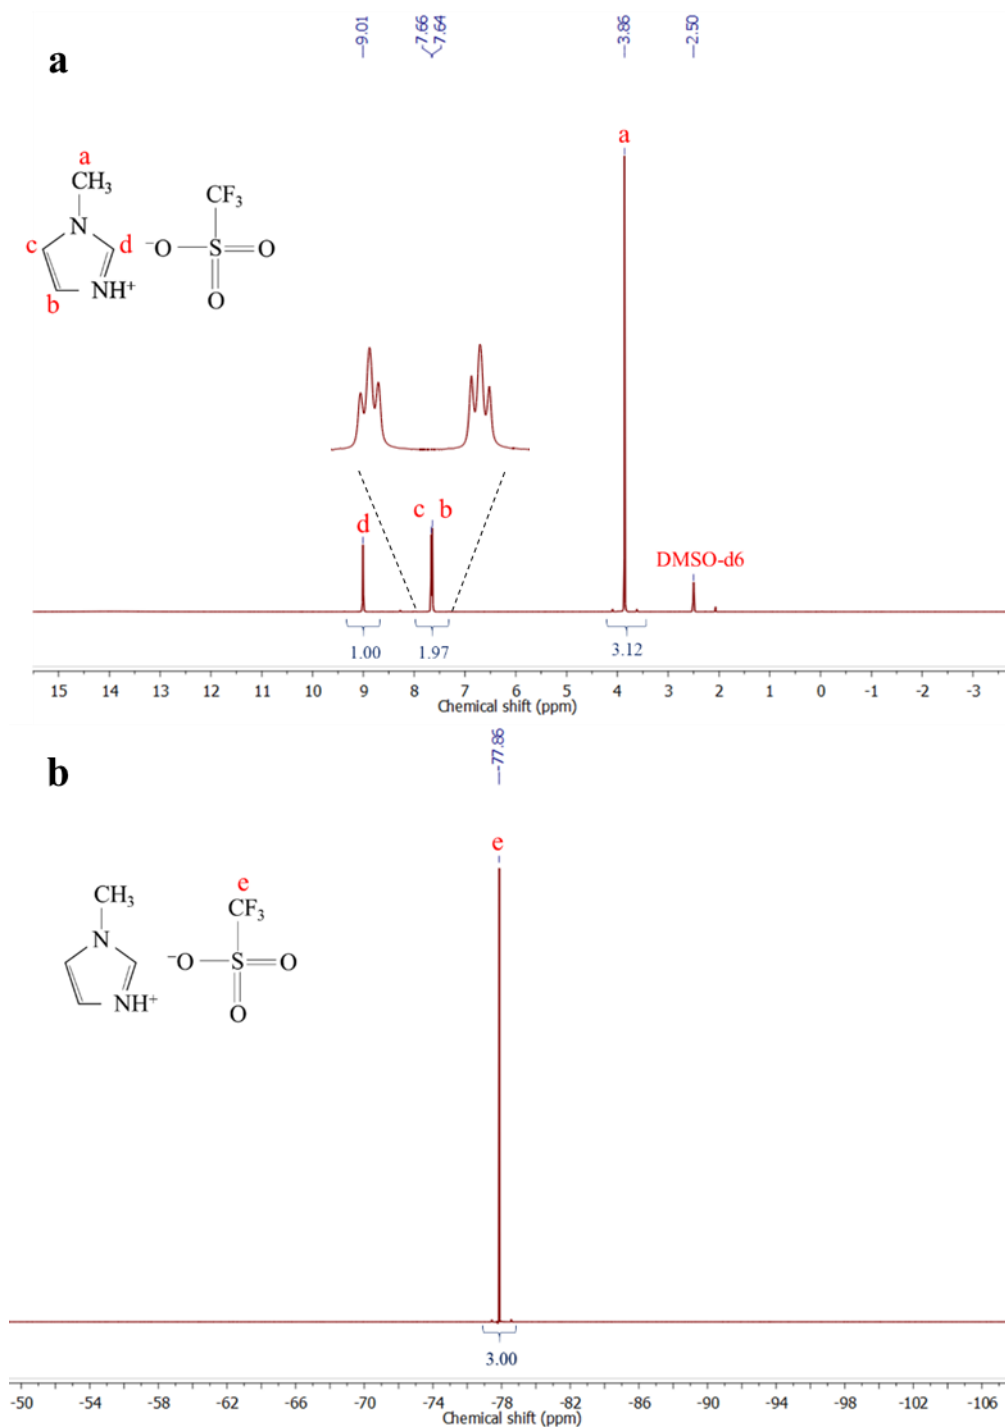 —9.01
7.66
7.64
—3.86
—2.50
a
a
CH₃
N
c
d
b
NH⁺
CF₃
⁻O
S
O
O
a
d
c b
DMSO-d6
1.00
1.97
3.12
15 14 13 12 11 10 9 8 7 6 5 4 3 2 1 0 -1 -2 -3
Chemical shift (ppm)
—-77.86
b
e
CH₃
N
NH⁺
e
CF₃
⁻O
S
O
O
3.00
-50 -54 -58 -62 -66 -70 -74 -78 -82 -86 -90 -94 -98 -102 -106
Chemical shift (ppm)